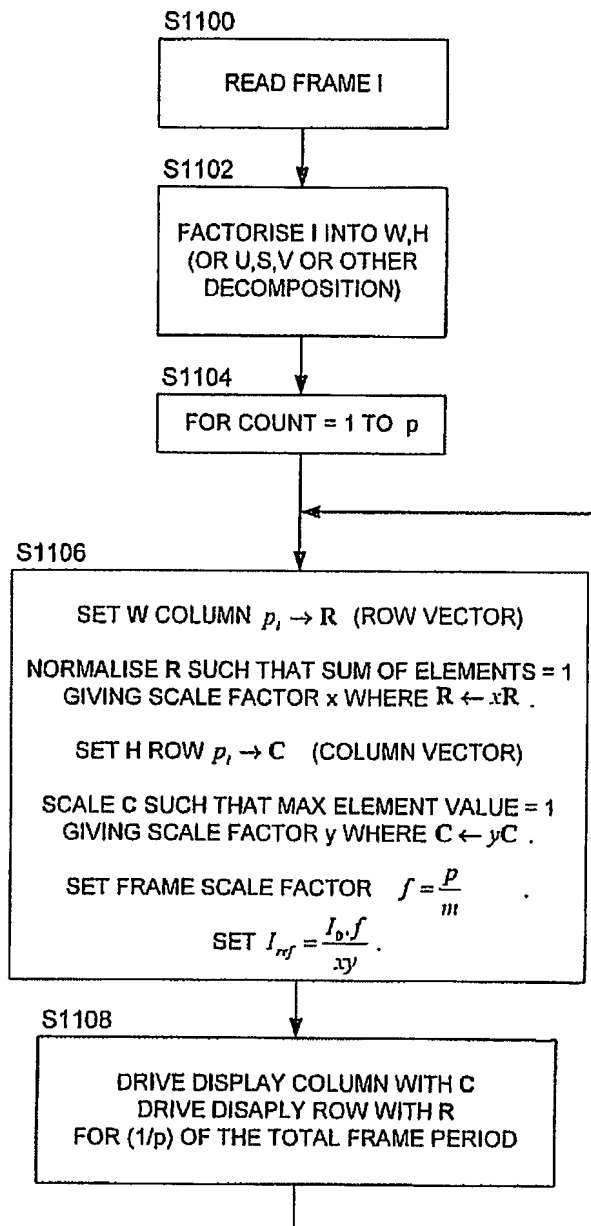 S1100
READ FRAME I
S1102
FACTORISE I INTO W,H
(OR U,S,V OR OTHER
DECOMPOSITION)
S1104
FOR COUNT = 1 TO p
S1106
SET W COLUMN p_i → R (ROW VECTOR)
NORMALISE R SUCH THAT SUM OF ELEMENTS = 1
GIVING SCALE FACTOR x WHERE R ← xR .
SET H ROW p_i → C (COLUMN VECTOR)
SCALE C SUCH THAT MAX ELEMENT VALUE = 1
GIVING SCALE FACTOR y WHERE C ← yC .
SET FRAME SCALE FACTOR f = p/m .
SET I_ref = I_0.f/xy .
S1108
DRIVE DISPLAY COLUMN WITH C
DRIVE DISAPLY ROW WITH R
FOR (1/p) OF THE TOTAL FRAME PERIOD